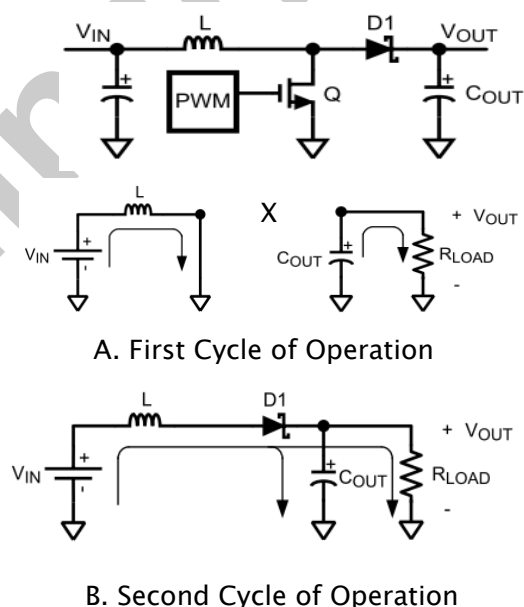 VIN L D1 VOUT
PWM Q COUT
L X + VOUT
VIN + - COUT + RLOAD
-
A. First Cycle of Operation
L D1 + VOUT
VIN + - + COUT RLOAD
-
B. Second Cycle of Operation